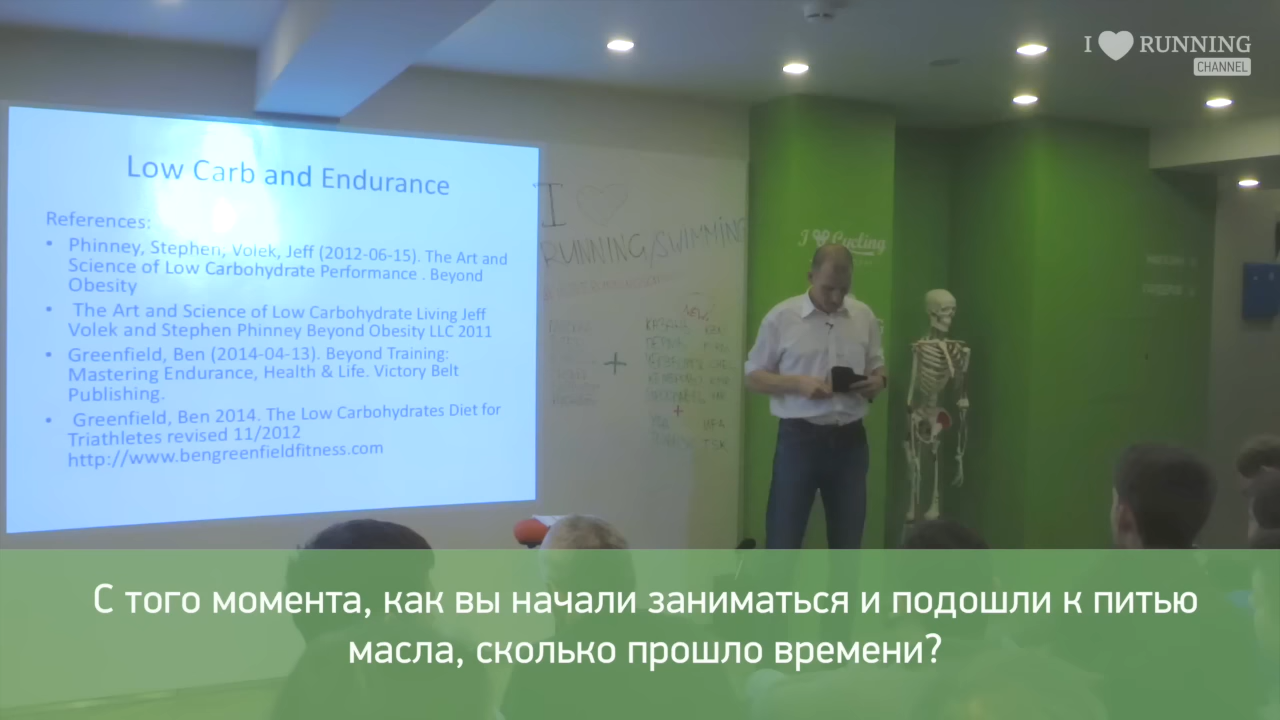 I RUNNING
CHANNEL
Low Carb and Endurance
References:
• Phinney, Stephen, Volek, Jeff (2012-06-15). The Art and
Science of Low Carbohydrate Performance . Beyond
Obesity
• The Art and Science of Low Carbohydrate Living Jeff
Volek and Stephen Phinney Beyond Obesity LLC 2011
• Greenfield, Ben (2014-04-13). Beyond Training:
Mastering Endurance, Health & Life. Victory Belt
Publishing.
• Greenfield, Ben 2014. The Low Carbohydrates Diet for
Triathletes revised 11/2012
http://www.bengreenfieldfitness.com
I
RUNNING/SWIMMING
+
+
I Cycling
С того момента, как вы начали заниматься и подошли к питью
масла, сколько прошло времени?